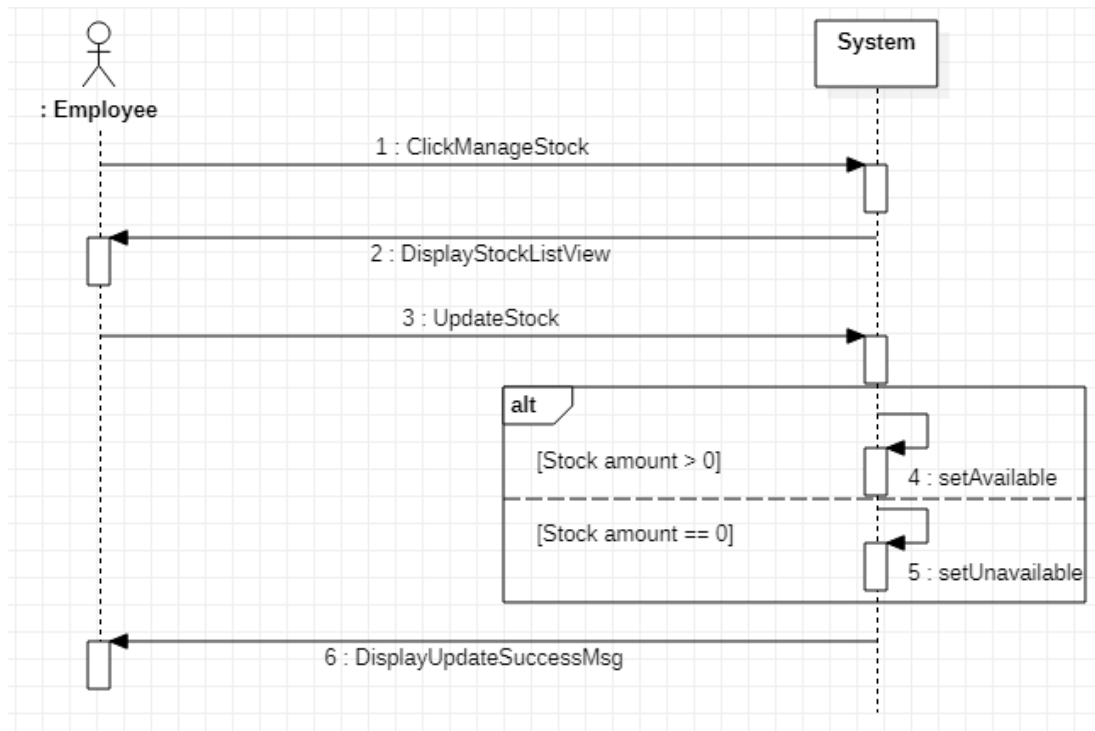 System
: Employee
1 : ClickManageStock
2 : DisplayStockListView
3 : UpdateStock
alt
[Stock amount > 0]
4 : setAvailable
[Stock amount == 0]
5 : setUnavailable
6 : DisplayUpdateSuccessMsg